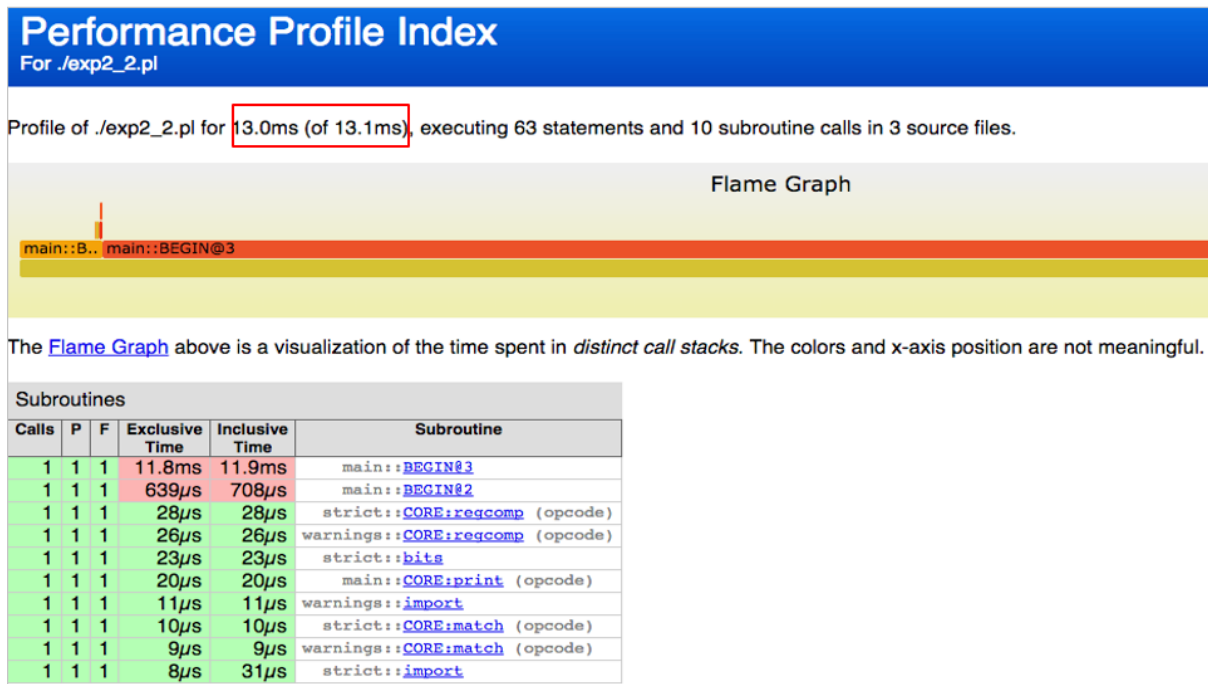 Performance Profile Index
For ./exp2_2.pl
Profile of ./exp2_2.pl for 13.0ms (of 13.1ms), executing 63 statements and 10 subroutine calls in 3 source files.
Flame Graph
main::B.. main::BEGIN@3
The Flame Graph above is a visualization of the time spent in distinct call stacks. The colors and x-axis position are not meaningful.
Subroutines
Calls P F Exclusive Time Inclusive Time Subroutine
1 1 1 11.8ms 11.9ms main::BEGIN@3
1 1 1 639µs 708µs main::BEGIN@2
1 1 1 28µs 28µs strict::CORE:regcomp (opcode)
1 1 1 26µs 26µs warnings::CORE:regcomp (opcode)
1 1 1 23µs 23µs strict::bits
1 1 1 20µs 20µs main::CORE:print (opcode)
1 1 1 11µs 11µs warnings::import
1 1 1 10µs 10µs strict::CORE:match (opcode)
1 1 1 9µs 9µs warnings::CORE:match (opcode)
1 1 1 8µs 31µs strict::import